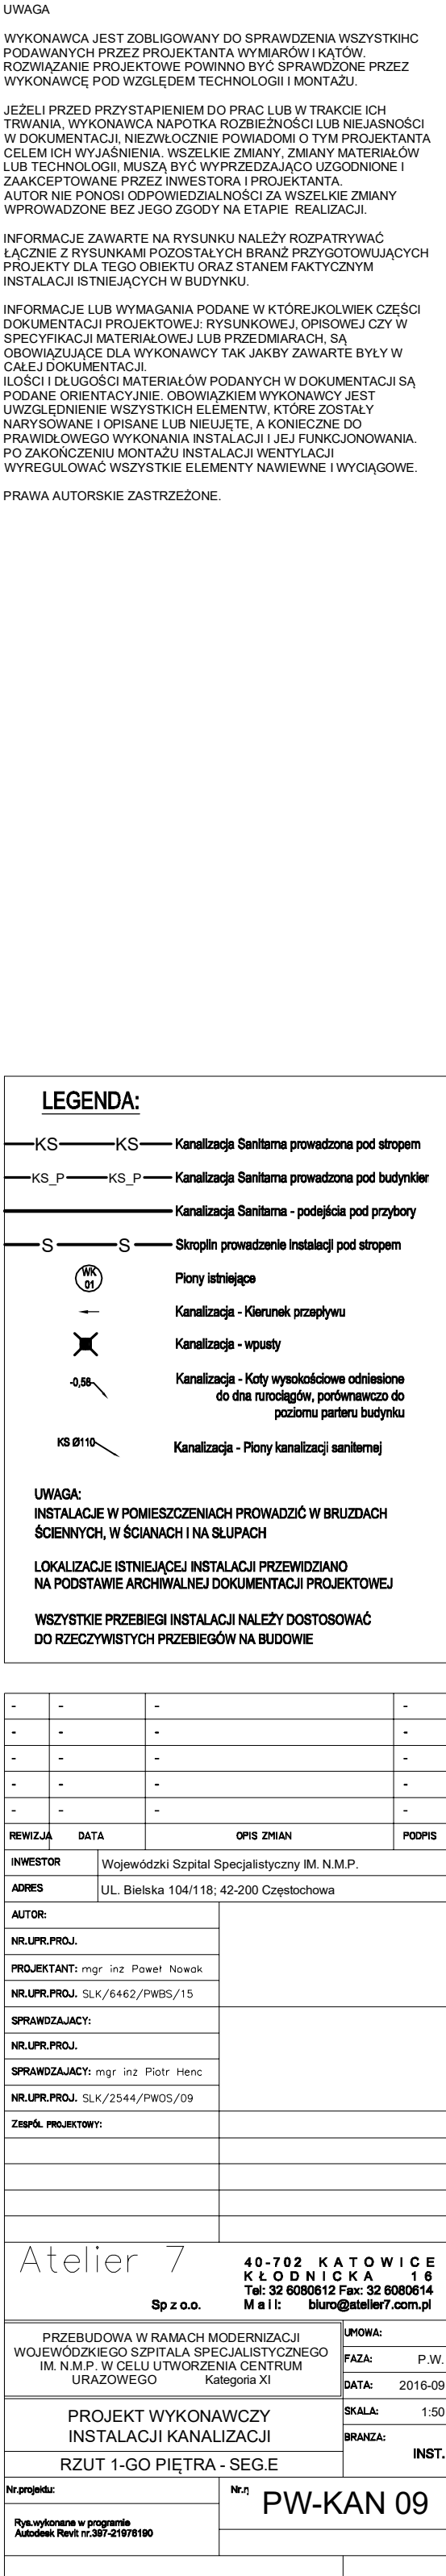 UWAGA
WYKONAWCA JEST ZOBLIGOWANY DO SPRAWDZENIA WSZYSTKIHC
PODAWANYCH PRZEZ PROJEKTANTA WYMIARÓW I KĄTÓW.
ROZWIĄZANIE PROJEKTOWE POWINNO BYĆ SPRAWDZONE PRZEZ
WYKONAWCĘ POD WZGLĘDEM TECHNOLOGII I MONTAŻU.
JEŻELI PRZED PRZYSTAPIENIEM DO PRAC LUB W TRAKCIE ICH
TRWANIA, WYKONAWCA NAPOTKA ROZBIEŻNOŚCI LUB NIEJASNOŚCI
W DOKUMENTACJI, NIEZWŁOCZNIE POWIADOMI O TYM PROJEKTANTA
CELEM ICH WYJAŚNIENIA. WSZELKIE ZMIANY, ZMIANY MATERIAŁÓW
LUB TECHNOLOGII, MUSZĄ BYĆ WYPRZEDZAJĄCO UZGODNIONE I
ZAAKCEPTOWANE PRZEZ INWESTORA I PROJEKTANTA.
AUTOR NIE PONOSI ODPOWIEDZIALNOŚCI ZA WSZELKIE ZMIANY
WPROWADZONE BEZ JEGO ZGODY NA ETAPIE REALIZACJI.
INFORMACJE ZAWARTE NA RYSUNKU NALEŻY ROZPATRYWAĆ
ŁĄCZNIE Z RYSUNKAMI POZOSTAŁYCH BRANŻ PRZYGOTOWUJĄCYCH
PROJEKTY DLA TEGO OBIEKTU ORAZ STANEM FAKTYCZNYM
INSTALACJI ISTNIEJĄCYCH W BUDYNKU.
INFORMACJE LUB WYMAGANIA PODANE W KTÓREJKOLWIEK CZĘŚCI
DOKUMENTACJI PROJEKTOWEJ: RYSUNKOWEJ, OPISOWEJ CZY W
SPECYFIKACJI MATERIAŁOWEJ LUB PRZEDMIARACH, SĄ
OBOWIĄZUJĄCE DLA WYKONAWCY TAK JAKBY ZAWARTE BYŁY W
CAŁEJ DOKUMENTACJI.
ILOŚCI I DŁUGOŚCI MATERIAŁÓW PODANYCH W DOKUMENTACJI SĄ
PODANE ORIENTACYJNIE. OBOWIĄZKIEM WYKONAWCY JEST
UWZGLĘDNIENIE WSZYSTKICH ELEMENTW, KTÓRE ZOSTAŁY
NARYSOWANE I OPISANE LUB NIEUJĘTE, A KONIECZNE DO
PRAWIDŁOWEGO WYKONANIA INSTALACJI I JEJ FUNKCJONOWANIA.
PO ZAKOŃCZENIU MONTAŻU INSTALACJI WENTYLACJI
WYREGULOWAĆ WSZYSTKIE ELEMENTY NAWIEWNE I WYCIĄGOWE.
PRAWA AUTORSKIE ZASTRZEŻONE.
LEGENDA:
KS KS Kanalizacja Sanitarna prowadzona pod stropem
KS_P KS_P Kanalizacja Sanitarna prowadzona pod budynkier
Kanalizacja Sanitarna - podejścia pod przybory
S S Skroplin prowadzenie instalacji pod stropem
WK
01 Piony istniejące
Kanalizacja - Kierunek przepływu
Kanalizacja - wpusty
-0,58 Kanalizacja - Koty wysokościowe odniesione
do dna rurociągów, porównawczo do
poziomu parteru budynku
KS Ø110 Kanalizacja - Piony kanalizacji saniternej
UWAGA:
INSTALACJE W POMIESZCZENIACH PROWADZIĆ W BRUZDACH
ŚCIENNYCH, W ŚCIANACH I NA SŁUPACH
LOKALIZACJE ISTNIEJĄCEJ INSTALACJI PRZEWIDZIANO
NA PODSTAWIE ARCHIWALNEJ DOKUMENTACJI PROJEKTOWEJ
WSZYSTKIE PRZEBIEGI INSTALACJI NALEŻY DOSTOSOWAĆ
DO RZECZYWISTYCH PRZEBIEGÓW NA BUDOWIE
- - - -
- - - -
- - - -
- - - -
- - - -
REWIZJA DATA OPIS ZMIAN PODPIS
INWESTOR Wojewódzki Szpital Specjalistyczny IM. N.M.P.
ADRES UL. Bielska 104/118; 42-200 Częstochowa
AUTOR:
NR.UPR.PROJ.
PROJEKTANT: mgr inz Paweł Nowak
NR.UPR.PROJ. SLK/6462/PWBS/15
SPRAWDZAJACY:
NR.UPR.PROJ.
SPRAWDZAJACY: mgr inz Piotr Henc
NR.UPR.PROJ. SLK/2544/PWOS/09
ZESPÓŁ PROJEKTOWY:
Atelier 7
Sp z o.o.
40-702 KATOWICE
KŁODNICKA 16
Tel: 32 6080612 Fax: 32 6080614
Mail: biuro@atelier7.com.pl
PRZEBUDOWA W RAMACH MODERNIZACJI
WOJEWÓDZKIEGO SZPITALA SPECJALISTYCZNEGO
IM. N.M.P. W CELU UTWORZENIA CENTRUM
URAZOWEGO Kategoria XI
UMOWA:
FAZA: P.W.
DATA: 2016-09
SKALA: 1:50
BRANZA:
INST.
PROJEKT WYKONAWCZY
INSTALACJI KANALIZACJI
RZUT 1-GO PIĘTRA - SEG.E
Nr.projektu:
Rys.wykonane w programie
Autodesk Revit nr.397-21976190
Nr.r
PW-KAN 09